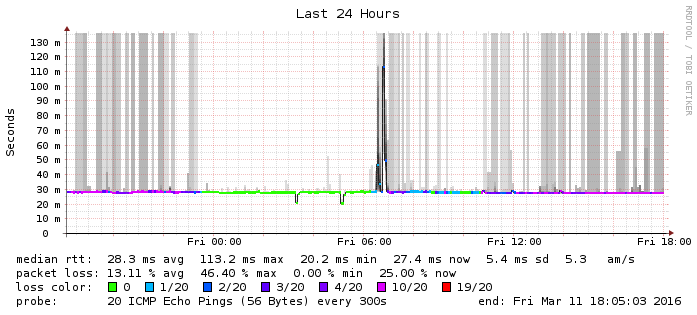 Last 24 Hours
RRDTOOL / TOBI OETIKER
Seconds
130 m
120 m
110 m
100 m
90 m
80 m
70 m
60 m
50 m
40 m
30 m
20 m
10 m
0
Fri 00:00 Fri 06:00 Fri 12:00 Fri 18:00
median rtt: 28.3 ms avg 113.2 ms max 20.2 ms min 27.4 ms now 5.4 ms sd 5.3 am/s
packet loss: 13.11 % avg 46.40 % max 0.00 % min 25.00 % now
loss color: 0 1/20 2/20 3/20 4/20 10/20 19/20
probe: 20 ICMP Echo Pings (56 Bytes) every 300s end: Fri Mar 11 18:05:03 2016